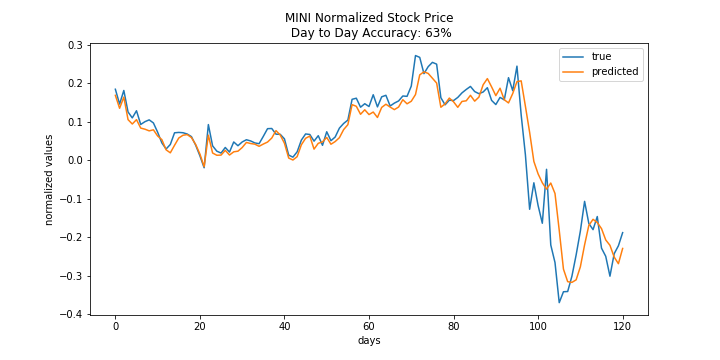 MINI Normalized Stock Price
Day to Day Accuracy: 63%
true
predicted
normalized values
0.3
0.2
0.1
0.0
−0.1
−0.2
−0.3
−0.4
0 20 40 60 80 100 120
days